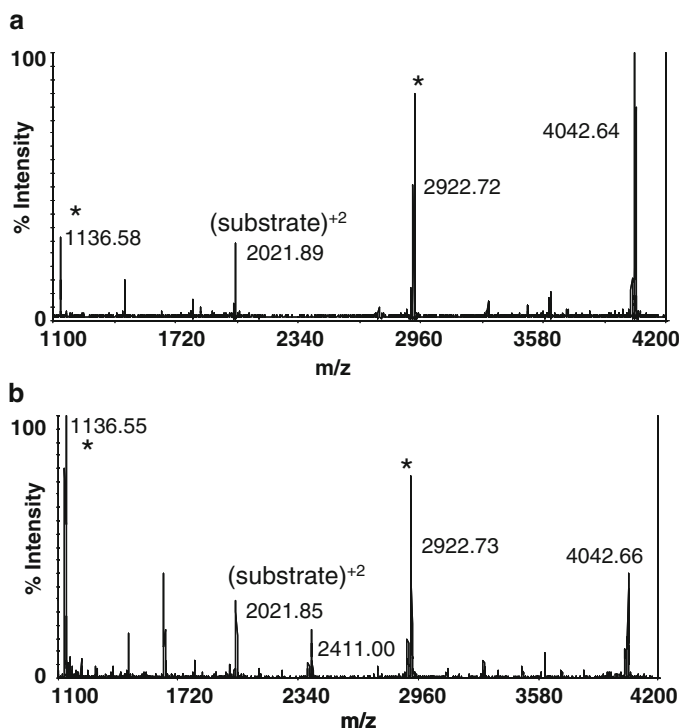 a
100
% Intensity
0
*
1136.58
(substrate)+2
2021.89
*
2922.72
4042.64
1100 1720 2340 2960 3580 4200
m/z
b
100
% Intensity
0
1136.55
*
(substrate)+2
2021.85
2411.00
*
2922.73
4042.66
1100 1720 2340 2960 3580 4200
m/z